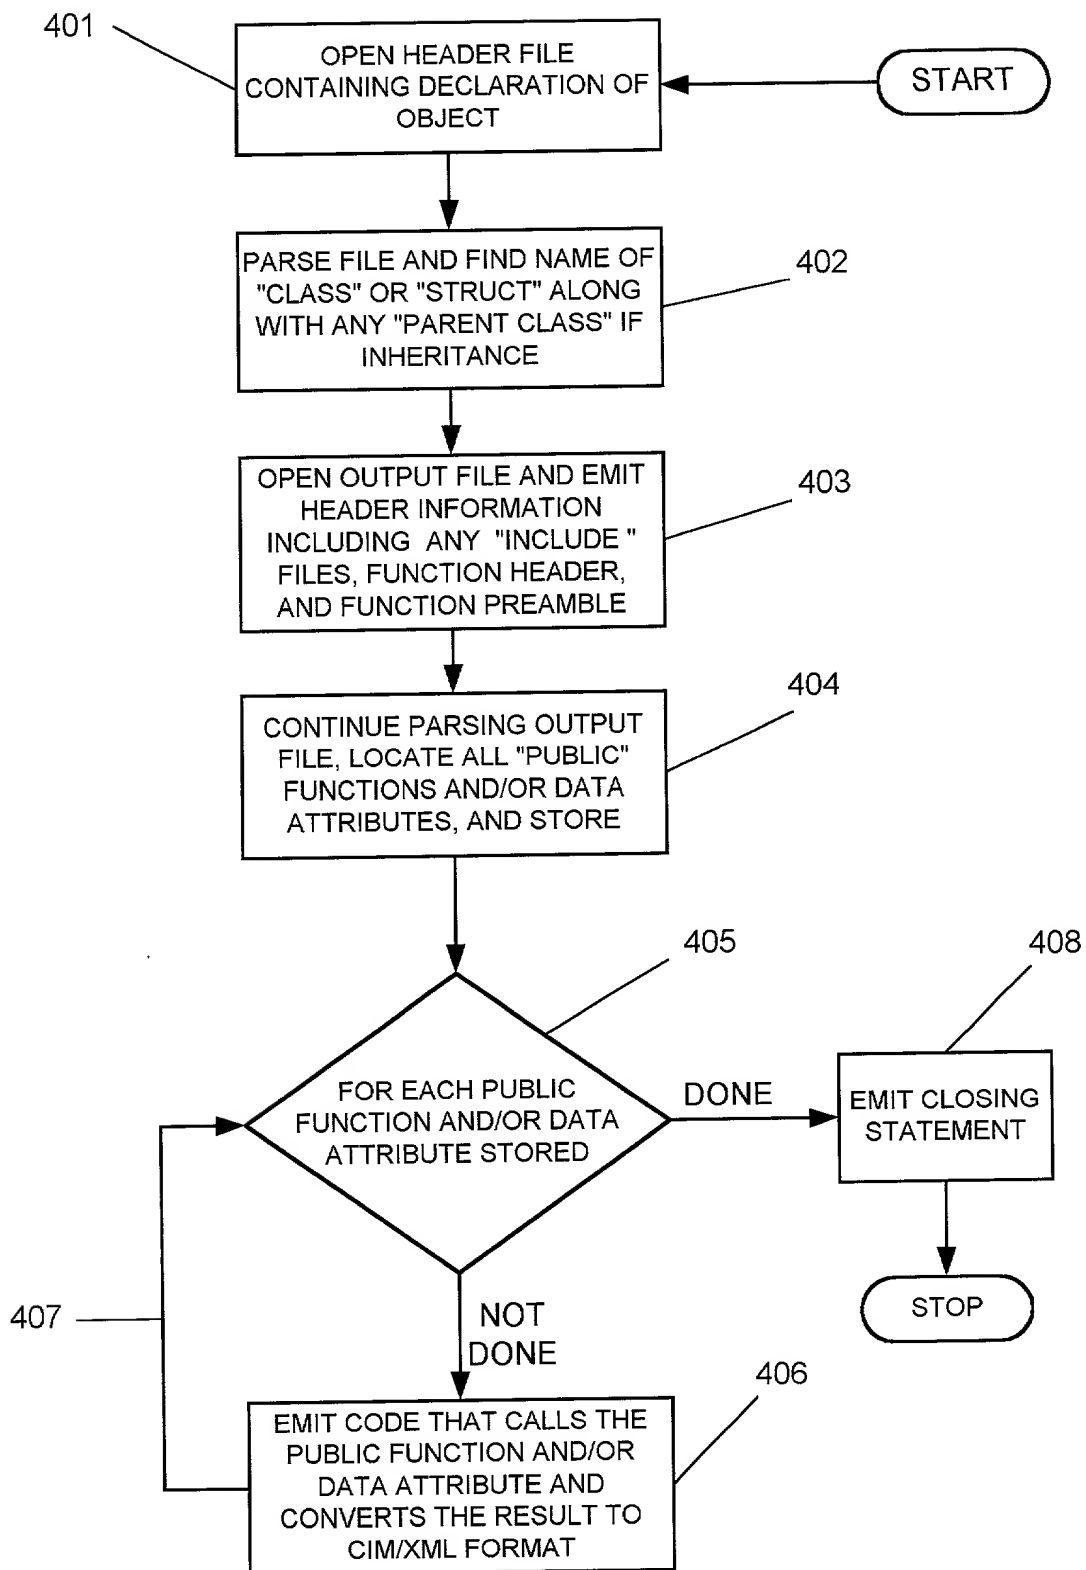 401
OPEN HEADER FILE
CONTAINING DECLARATION OF
OBJECT
START
PARSE FILE AND FIND NAME OF
"CLASS" OR "STRUCT" ALONG
WITH ANY "PARENT CLASS" IF
INHERITANCE
402
OPEN OUTPUT FILE AND EMIT
HEADER INFORMATION
INCLUDING ANY "INCLUDE "
FILES, FUNCTION HEADER,
AND FUNCTION PREAMBLE
403
CONTINUE PARSING OUTPUT
FILE, LOCATE ALL "PUBLIC"
FUNCTIONS AND/OR DATA
ATTRIBUTES, AND STORE
404
405
FOR EACH PUBLIC
FUNCTION AND/OR DATA
ATTRIBUTE STORED
DONE
408
EMIT CLOSING
STATEMENT
STOP
407
NOT
DONE
406
EMIT CODE THAT CALLS THE
PUBLIC FUNCTION AND/OR
DATA ATTRIBUTE AND
CONVERTS THE RESULT TO
CIM/XML FORMAT